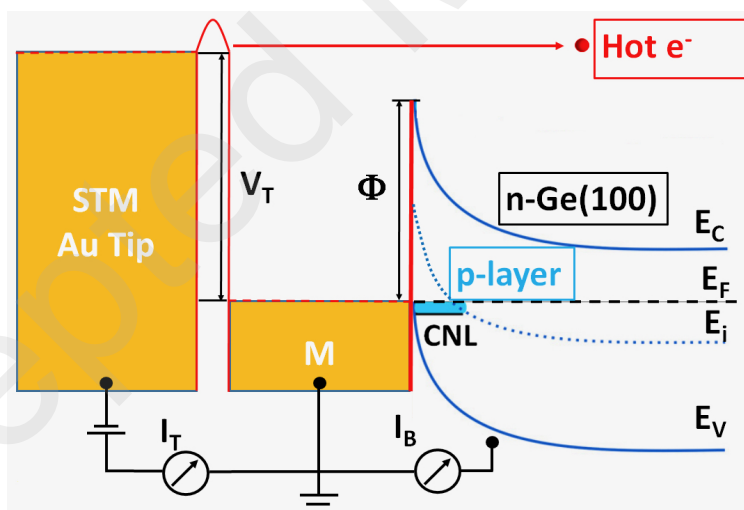 Hot e⁻
V_T
Φ
STM
Au Tip
n-Ge(100)
E_C
p-layer
E_F
CNL
E_i
M
E_V
I_T
I_B